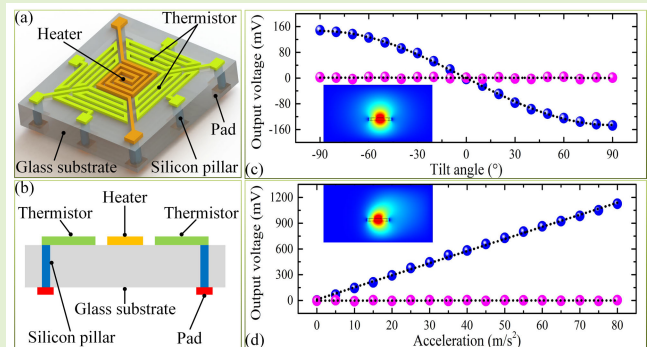 (a)
Thermistor
Heater
Pad
Glass substrate
Silicon pillar
(b)
Thermistor
Heater
Thermistor
Glass substrate
Silicon pillar
Pad
Output voltage (mV)
160
80
0
-80
-160
(c)
-90 -60 -30 0 30 60 90
Tilt angle (°)
Output voltage (mV)
1200
900
600
300
0
(d)
0 10 20 30 40 50 60 70 80
Acceleration (m/s²)